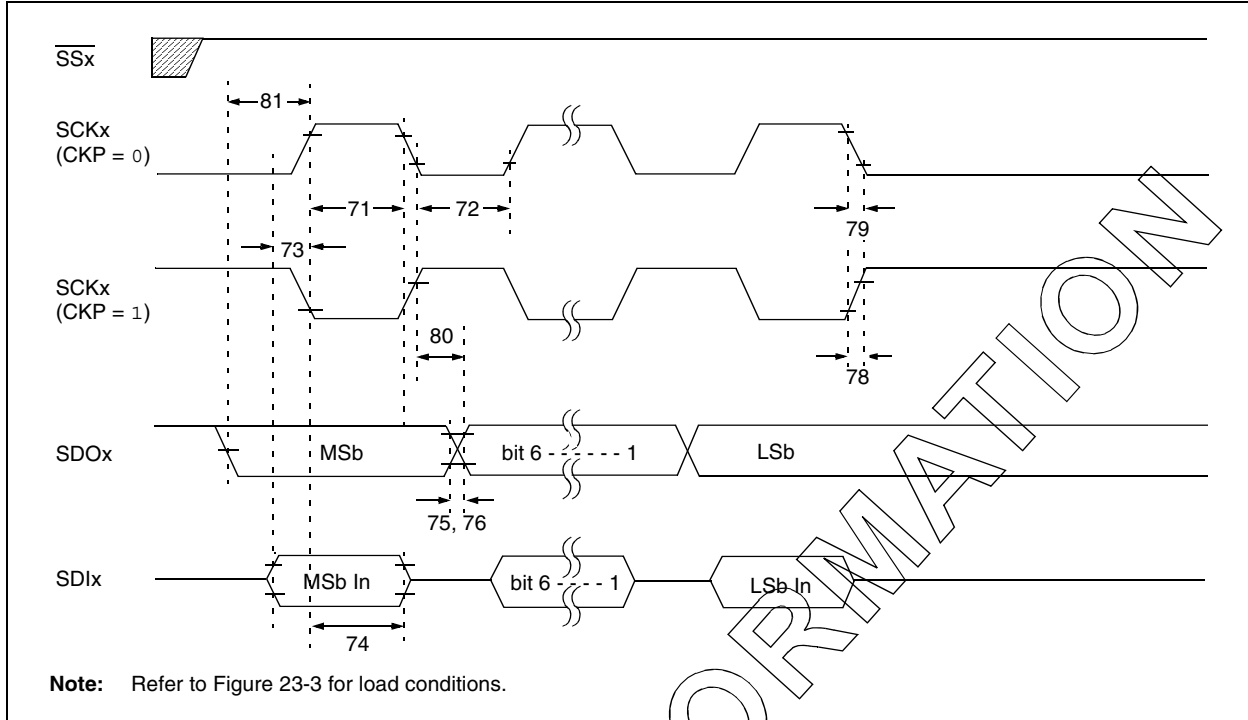 SSx
81
SCKx
(CKP = 0)
71
72
79
73
SCKx
(CKP = 1)
80
78
SDOx
MSb
bit 6 - - - - - - 1
LSb
75, 76
SDIx
MSb In
bit 6 - - - - 1
LSb In
74
Note: Refer to Figure 23-3 for load conditions.
ORMATION